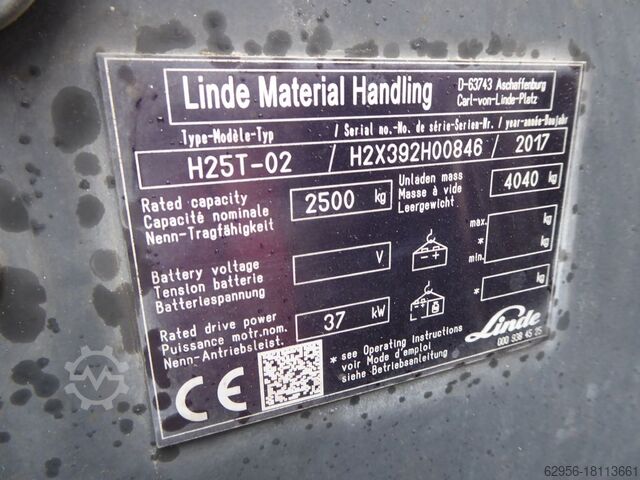 Linde Material Handling
D-63743 Aschaffenburg
Carl-von-Linde-Platz
Type-Modèle-Typ / Serial no.-No. de série-Serien-Nr. / year-année-Baujahr
H25T-02 / H2X392H00846 / 2017
Rated capacity
Capacité nominale
Nenn-Tragfähigkeit
2500 kg
Unladen mass
Masse à vide
Leergewicht
4040 kg
Battery voltage
Tension batterie
Batteriespannung
V
max. kg
*
min. kg
* kg
Rated drive power
Puissance motr.nom.
Nenn-Antriebsleist.
37 kW
* see Operating Instructions
voir Mode d'emploi
siehe Betriebsanleitung
Linde
000 938 45 25
CE
62956-18113661